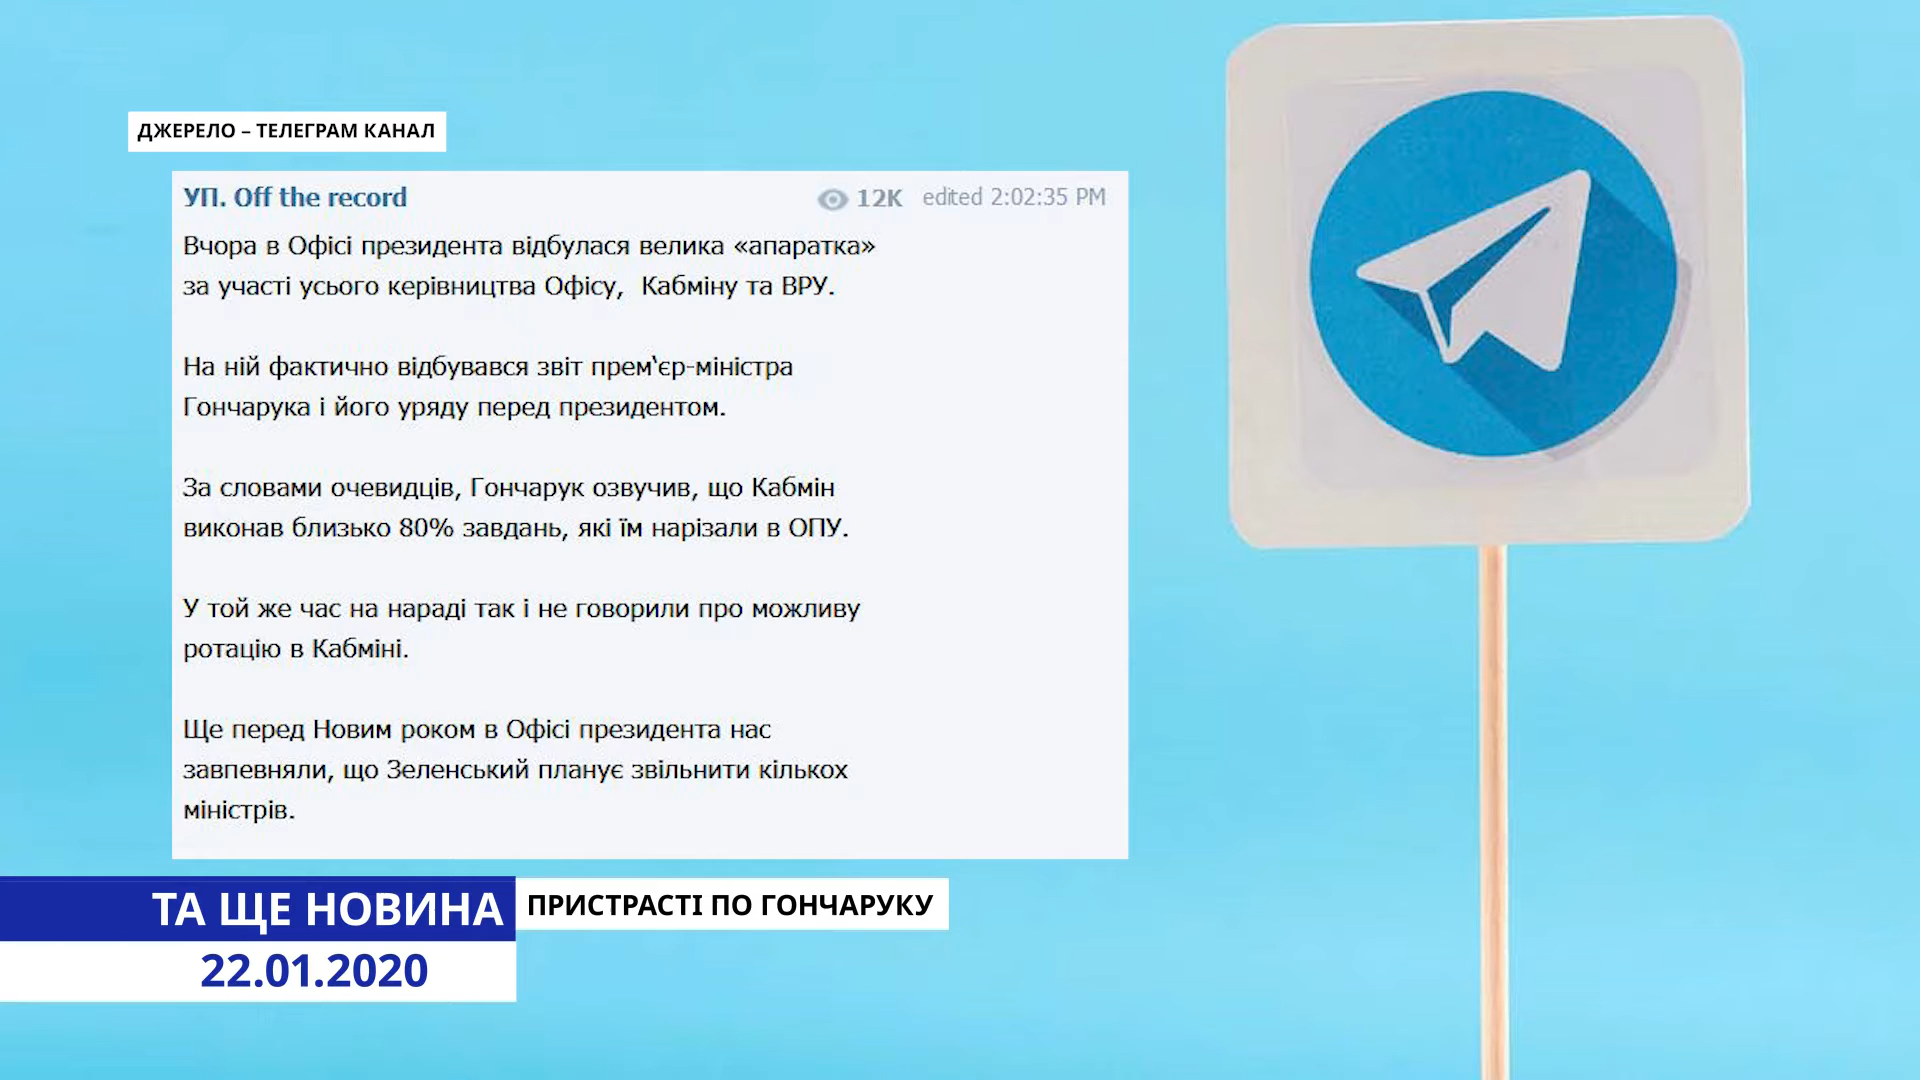 ДЖЕРЕЛО – ТЕЛЕГРАМ КАНАЛ
УП. Off the record
12K edited 2:02:35 PM
Вчора в Офісі президента відбулася велика «апаратка»
за участі усього керівництва Офісу, Кабміну та ВРУ.
На ній фактично відбувався звіт прем‘єр-міністра
Гончарука і його уряду перед президентом.
За словами очевидців, Гончарук озвучив, що Кабмін
виконав близько 80% завдань, які їм нарізали в ОПУ.
У той же час на нараді так і не говорили про можливу
ротацію в Кабміні.
Ще перед Новим роком в Офісі президента нас
завпевняли, що Зеленський планує звільнити кількох
міністрів.
ТА ЩЕ НОВИНА
ПРИСТРАСТІ ПО ГОНЧАРУКУ
22.01.2020